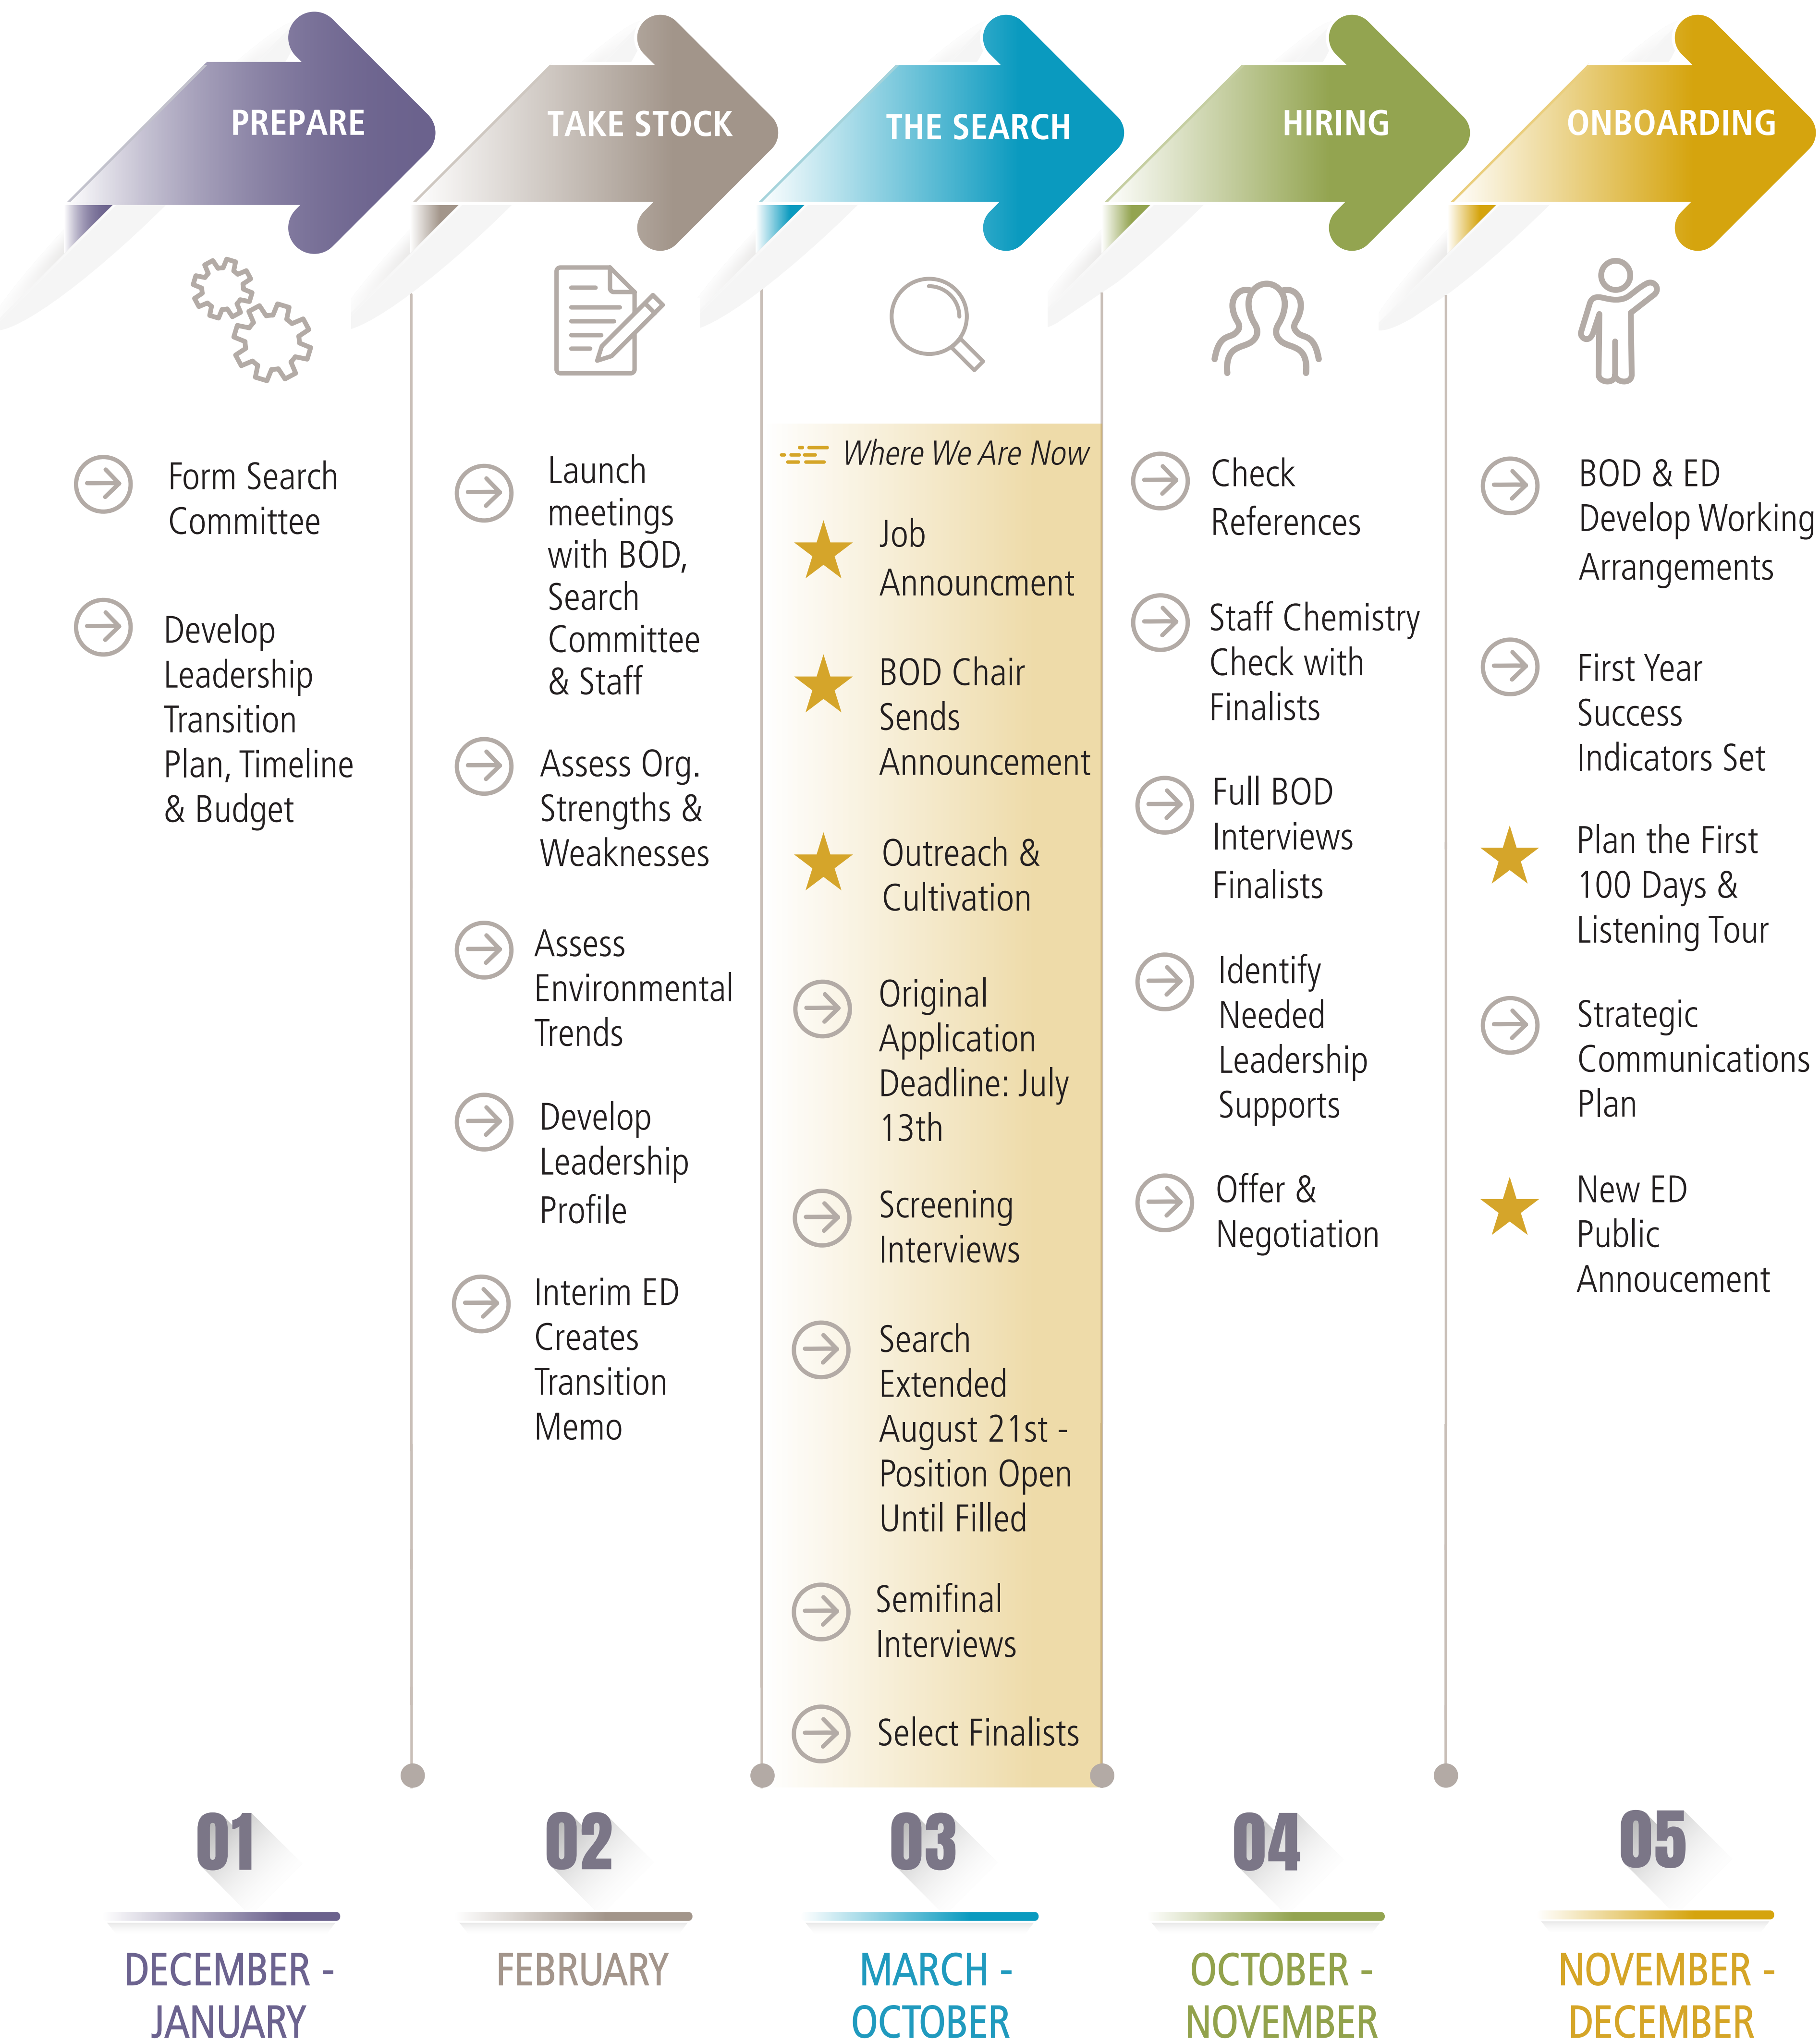 PREPARE
TAKE STOCK
THE SEARCH
HIRING
ONBOARDING
Form Search
Committee
Develop
Leadership
Transition
Plan, Timeline
& Budget
Launch
meetings
with BOD,
Search
Committee
& Staff
Assess Org.
Strengths &
Weaknesses
Assess
Environmental
Trends
Develop
Leadership
Profile
Interim ED
Creates
Transition
Memo
Where We Are Now
Job
Announcment
BOD Chair
Sends
Announcement
Outreach &
Cultivation
Original
Application
Deadline: July
13th
Screening
Interviews
Search
Extended
August 21st -
Position Open
Until Filled
Semifinal
Interviews
Select Finalists
Check
References
Staff Chemistry
Check with
Finalists
Full BOD
Interviews
Finalists
Identify
Needed
Leadership
Supports
Offer &
Negotiation
BOD & ED
Develop Working
Arrangements
First Year
Success
Indicators Set
Plan the First
100 Days &
Listening Tour
Strategic
Communications
Plan
New ED
Public
Annoucement
01
DECEMBER -
JANUARY
02
FEBRUARY
03
MARCH -
OCTOBER
04
OCTOBER -
NOVEMBER
05
NOVEMBER -
DECEMBER